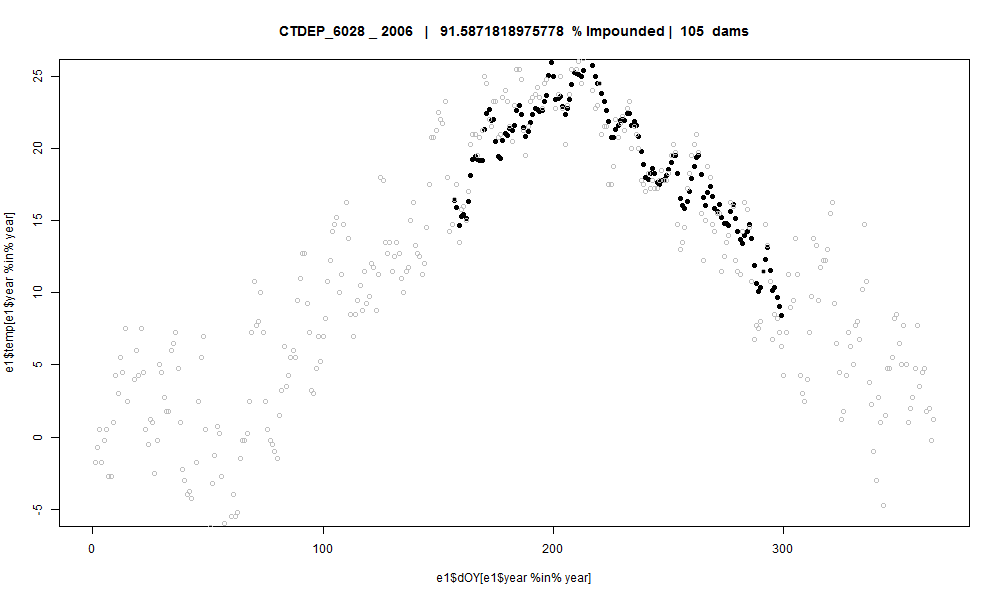 CTDEP_6028 _ 2006 | 91.5871818975778 % Impounded | 105 dams
e1$temp[e1$year %in% year]
25
20
15
10
5
0
-5
0 100 200 300
e1$dOY[e1$year %in% year]